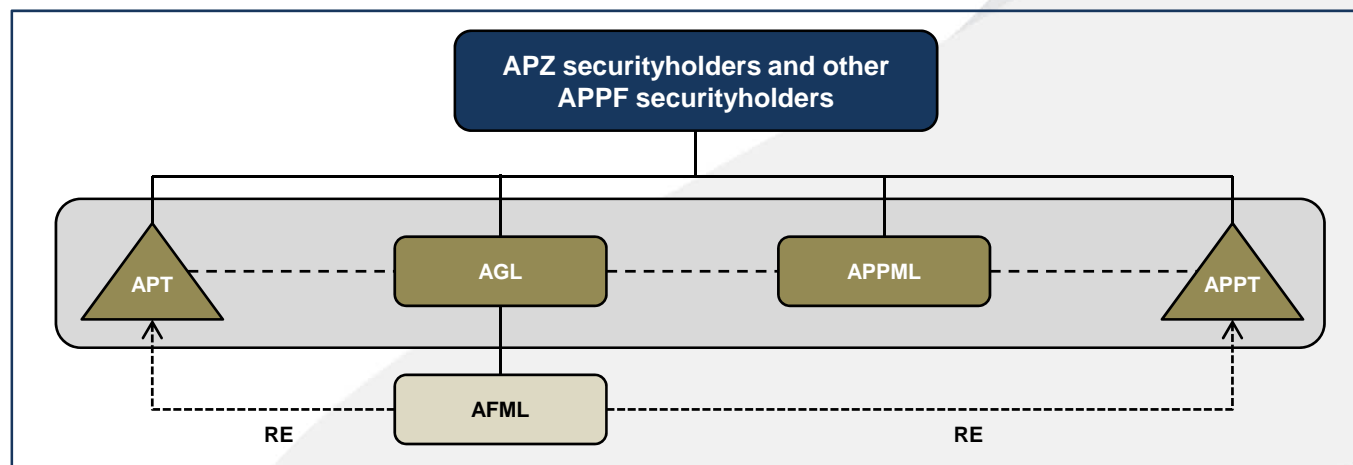 APZ securityholders and other
APPF securityholders
APT
AGL
APPML
APPT
AFML
RE
RE